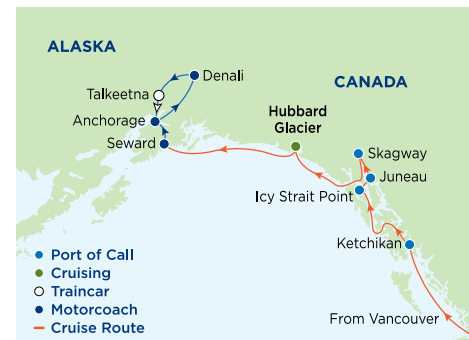 ALASKA
Denali
CANADA
Talkeetna
Hubbard
Glacier
Anchorage
Seward
Skagway
Juneau
Icy Strait Point
Ketchikan
Port of Call
Cruising
Traincar
Motorcoach
Cruise Route
From Vancouver